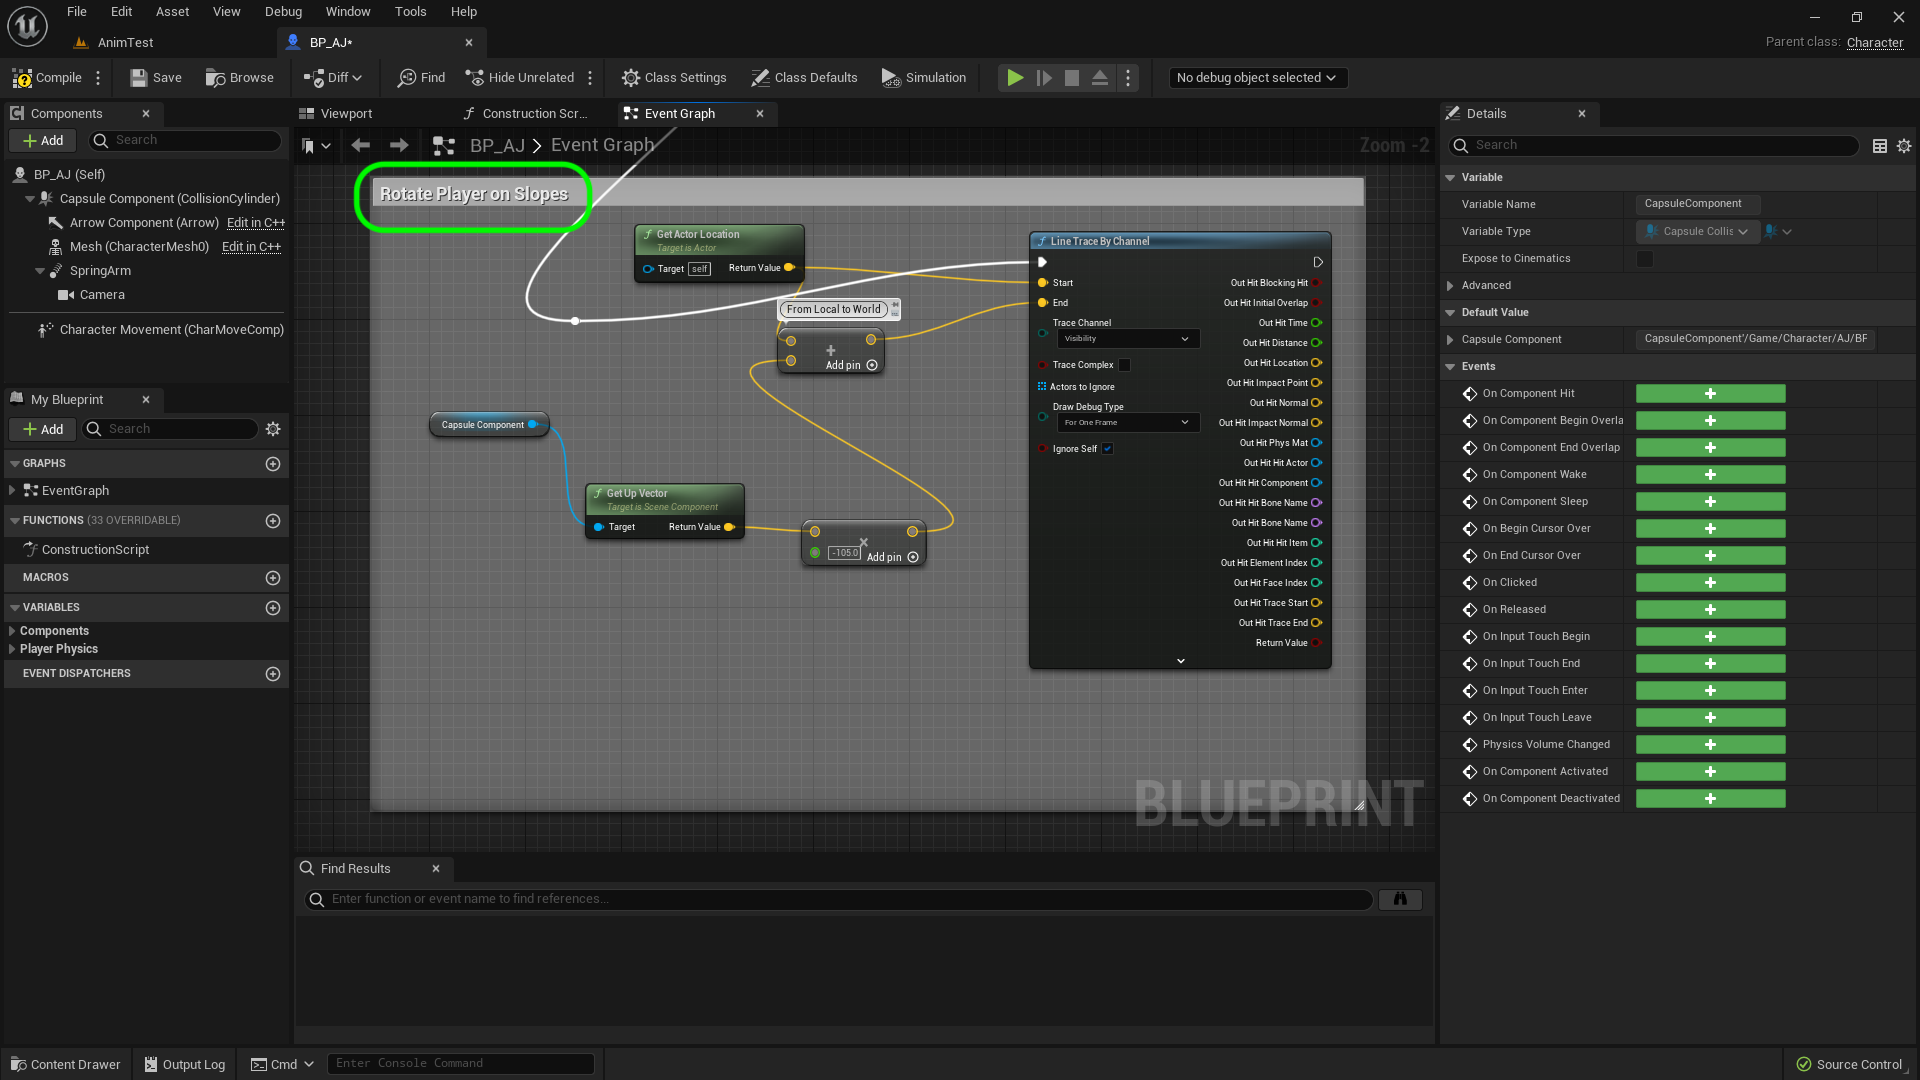 File Edit Asset View Debug Window Tools Help
AnimTest
BP_AJ*
Parent class: Character
Compile Save Browse Diff Find Hide Unrelated Class Settings Class Defaults Simulation No debug object selected
Components
Add Search
BP_AJ (Self)
Capsule Component (CollisionCylinder)
Arrow Component (Arrow) Edit in C++
Mesh (CharacterMesh0) Edit in C++
SpringArm
Camera
Character Movement (CharMoveComp)
My Blueprint
Add Search
GRAPHS
EventGraph
FUNCTIONS (33 OVERRIDABLE)
ConstructionScript
MACROS
VARIABLES
Components
Player Physics
EVENT DISPATCHERS
Viewport Construction Scr... Event Graph
BP_AJ > Event Graph Zoom -2
Rotate Player on Slopes
Get Actor Location
Target is Actor
Target self Return Value
From Local to World
Add pin
Capsule Component
Get Up Vector
Target is Scene Component
Target Return Value
-105.0 Add pin
Line Trace By Channel
Start
End
Trace Channel
Visibility
Trace Complex
Actors to Ignore
Draw Debug Type
For One Frame
Ignore Self
Out Hit Blocking Hit
Out Hit Initial Overlap
Out Hit Time
Out Hit Distance
Out Hit Location
Out Hit Impact Point
Out Hit Normal
Out Hit Impact Normal
Out Hit Phys Mat
Out Hit Hit Actor
Out Hit Hit Component
Out Hit Hit Bone Name
Out Hit Bone Name
Out Hit Hit Item
Out Hit Element Index
Out Hit Face Index
Out Hit Trace Start
Out Hit Trace End
Return Value
BLUEPRINT
Find Results
Enter function or event name to find references...
Details
Search
Variable
Variable Name CapsuleComponent
Variable Type Capsule Collis
Expose to Cinematics
Advanced
Default Value
Capsule Component CapsuleComponent'/Game/Character/AJ/BF
Events
On Component Hit
On Component Begin Overla
On Component End Overlap
On Component Wake
On Component Sleep
On Begin Cursor Over
On End Cursor Over
On Clicked
On Released
On Input Touch Begin
On Input Touch End
On Input Touch Enter
On Input Touch Leave
Physics Volume Changed
On Component Activated
On Component Deactivated
Content Drawer Output Log Cmd Enter Console Command Source Control